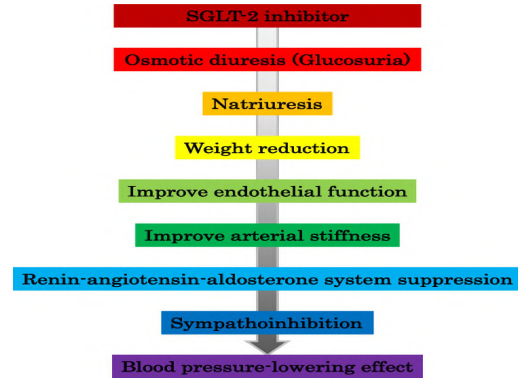 SGLT-2 inhibitor
Osmotic diuresis (Glucosuria)
Natriuresis
Weight reduction
Improve endothelial function
Improve arterial stiffness
Renin-angiotensin-aldosterone system suppression
Sympathoinhibition
Blood pressure-lowering effect